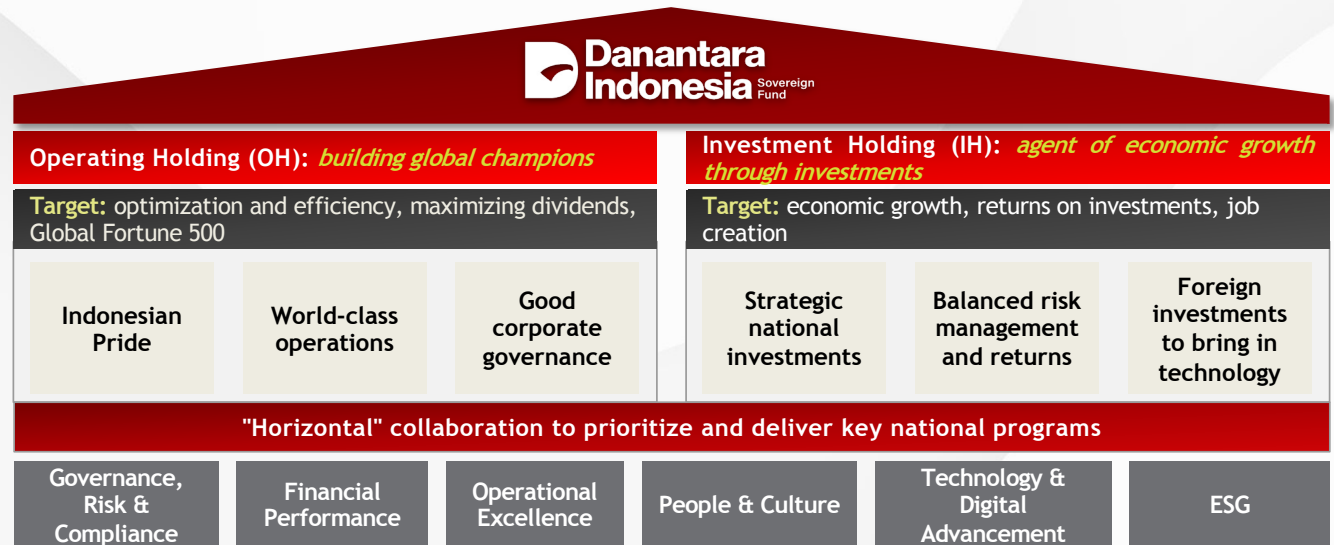 Danantara
Indonesia Sovereign
Fund
Operating Holding (OH): building global champions
Target: optimization and efficiency, maximizing dividends,
Global Fortune 500
Indonesian
Pride
World-class
operations
Good
corporate
governance
Investment Holding (IH): agent of economic growth
through investments
Target: economic growth, returns on investments, job
creation
Strategic
national
investments
Balanced risk
management
and returns
Foreign
investments
to bring in
technology
"Horizontal" collaboration to prioritize and deliver key national programs
Governance,
Risk &
Compliance
Financial
Performance
Operational
Excellence
People & Culture
Technology &
Digital
Advancement
ESG